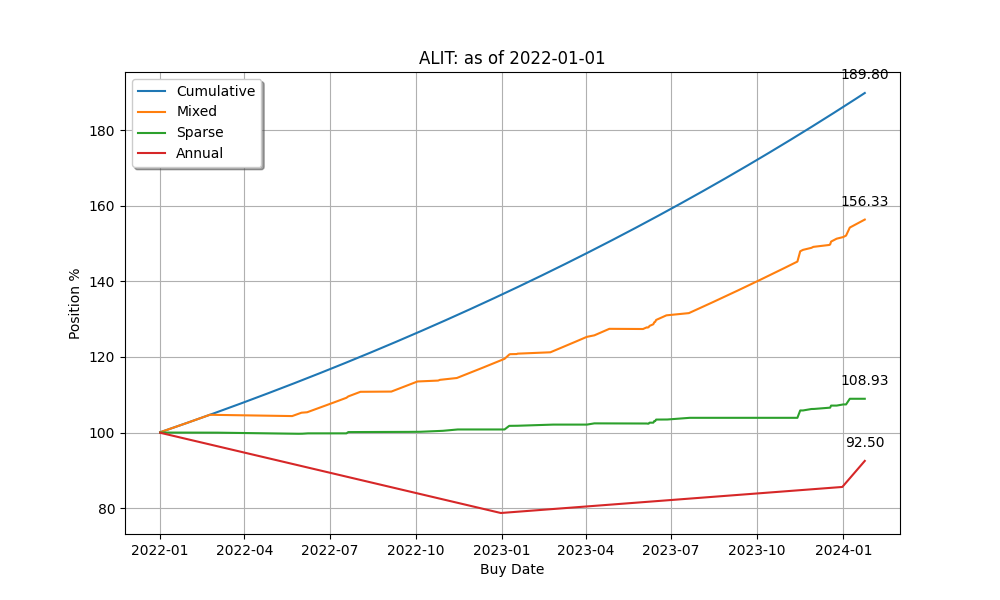 ALIT: as of 2022-01-01
Cumulative
Mixed
Sparse
Annual
189.80
156.33
108.93
92.50
180
160
140
120
100
80
Position %
2022-01 2022-04 2022-07 2022-10 2023-01 2023-04 2023-07 2023-10 2024-01
Buy Date